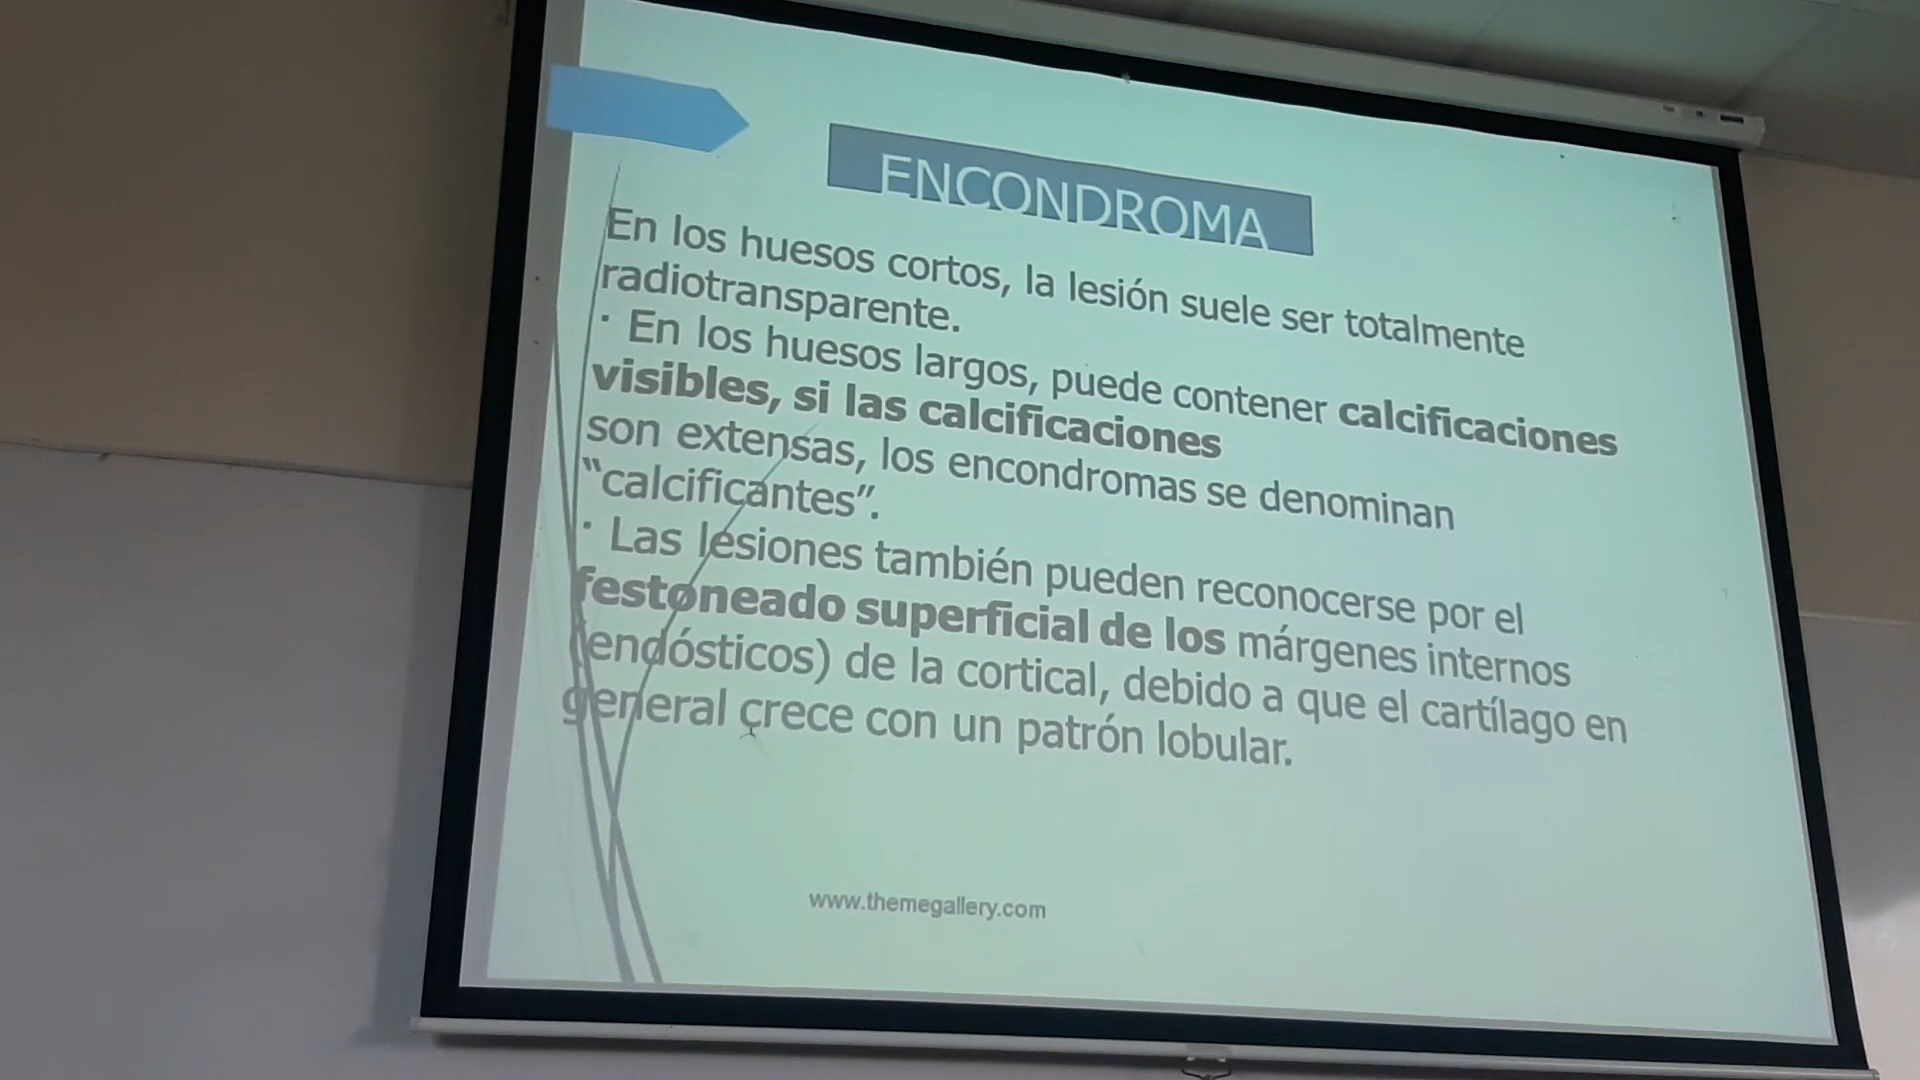 ENCONDROMA
En los huesos cortos, la lesión suele ser totalmente
radiotransparente.
· En los huesos largos, puede contener calcificaciones
visibles, si las calcificaciones
son extensas, los encondromas se denominan
“calcificantes”.
· Las lesiones también pueden reconocerse por el
festoneado superficial de los márgenes internos
(endósticos) de la cortical, debido a que el cartílago en
general crece con un patrón lobular.
www.themegallery.com